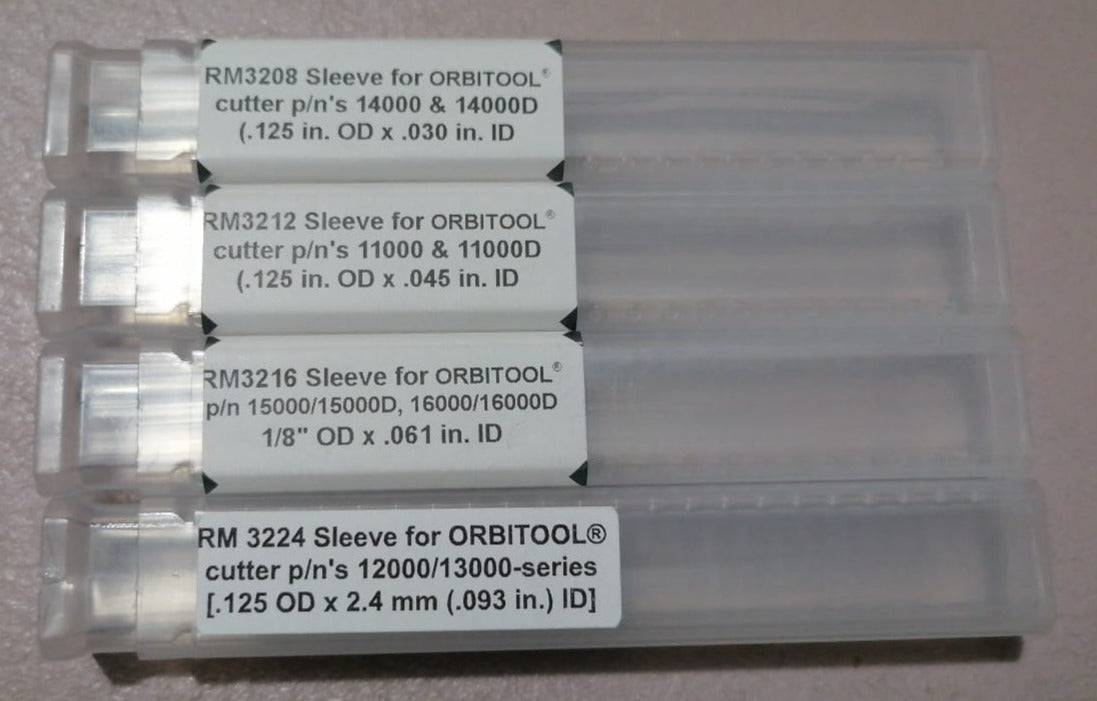 RM3208 Sleeve for ORBITOOL®
cutter p/n's 14000 & 14000D
(.125 in. OD x .030 in. ID
RM3212 Sleeve for ORBITOOL®
cutter p/n's 11000 & 11000D
(.125 in. OD x .045 in. ID
RM3216 Sleeve for ORBITOOL®
p/n 15000/15000D, 16000/16000D
1/8" OD x .061 in. ID
RM 3224 Sleeve for ORBITOOL®
cutter p/n's 12000/13000-series
[.125 OD x 2.4 mm (.093 in.) ID]